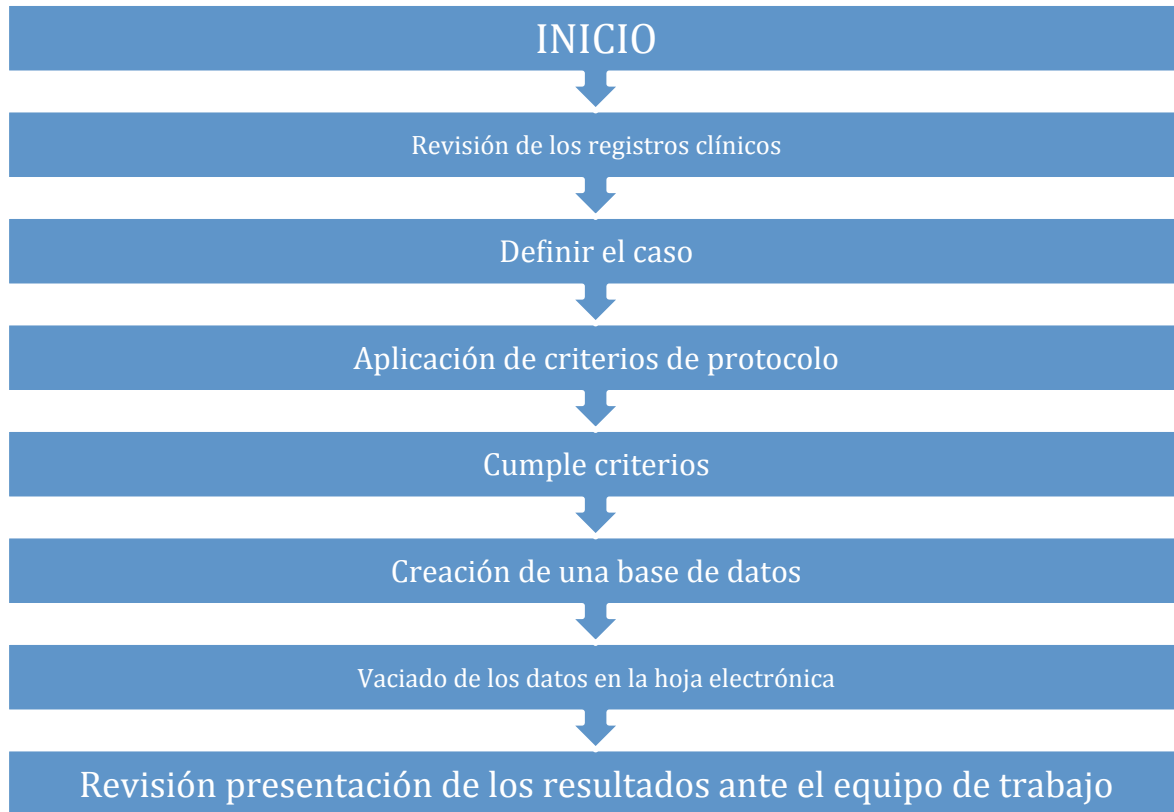 INICIO
Revisión de los registros clínicos
Definir el caso
Aplicación de criterios de protocolo
Cumple criterios
Creación de una base de datos
Vaciado de los datos en la hoja electrónica
Revisión presentación de los resultados ante el equipo de trabajo